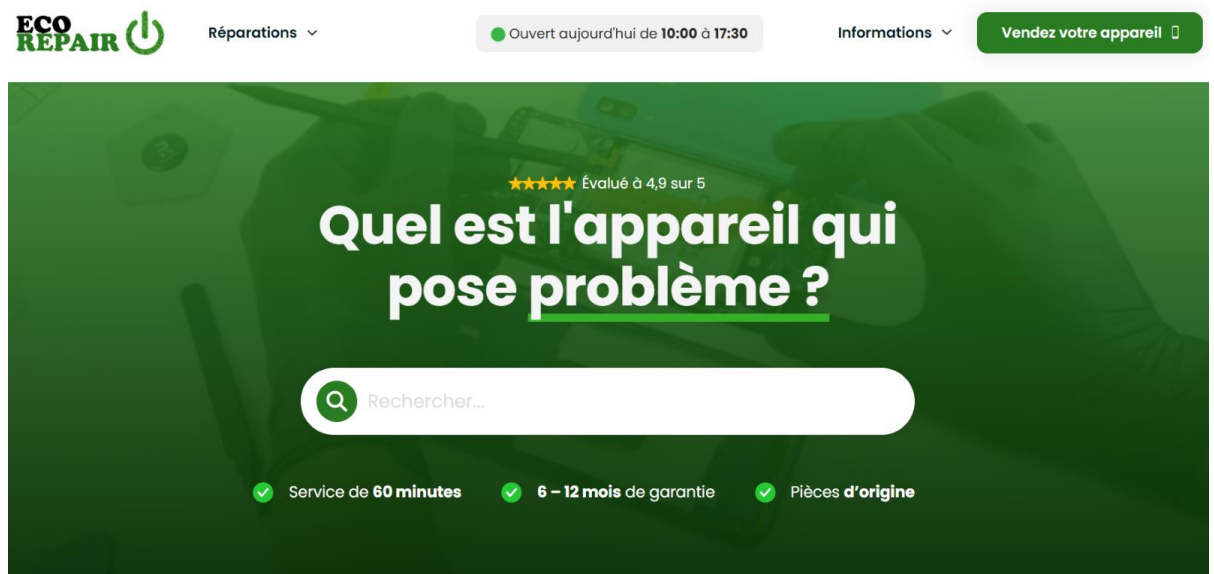 ECO
REPAIR
Réparations
Ouvert aujourd'hui de 10:00 à 17:30
Informations
Vendez votre appareil
Évalué à 4,9 sur 5
Quel est l'appareil qui
pose problème ?
Rechercher...
Service de 60 minutes
6 – 12 mois de garantie
Pièces d’origine